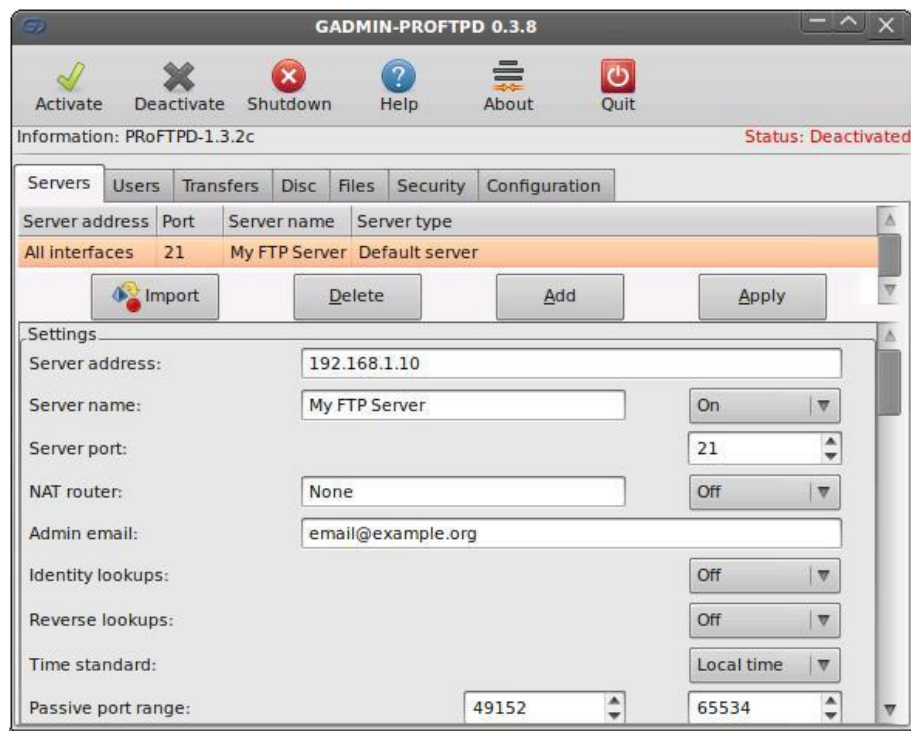 GADMIN-PROFTPD 0.3.8
Activate Deactivate Shutdown Help About Quit
Information: PRoFTPD-1.3.2c Status: Deactivated
Servers Users Transfers Disc Files Security Configuration
Server address Port Server name Server type
All interfaces 21 My FTP Server Default server
Import Delete Add Apply
Settings
Server address: 192.168.1.10
Server name: My FTP Server On
Server port: 21
NAT router: None Off
Admin email: email@example.org
Identity lookups: Off
Reverse lookups: Off
Time standard: Local time
Passive port range: 49152 65534